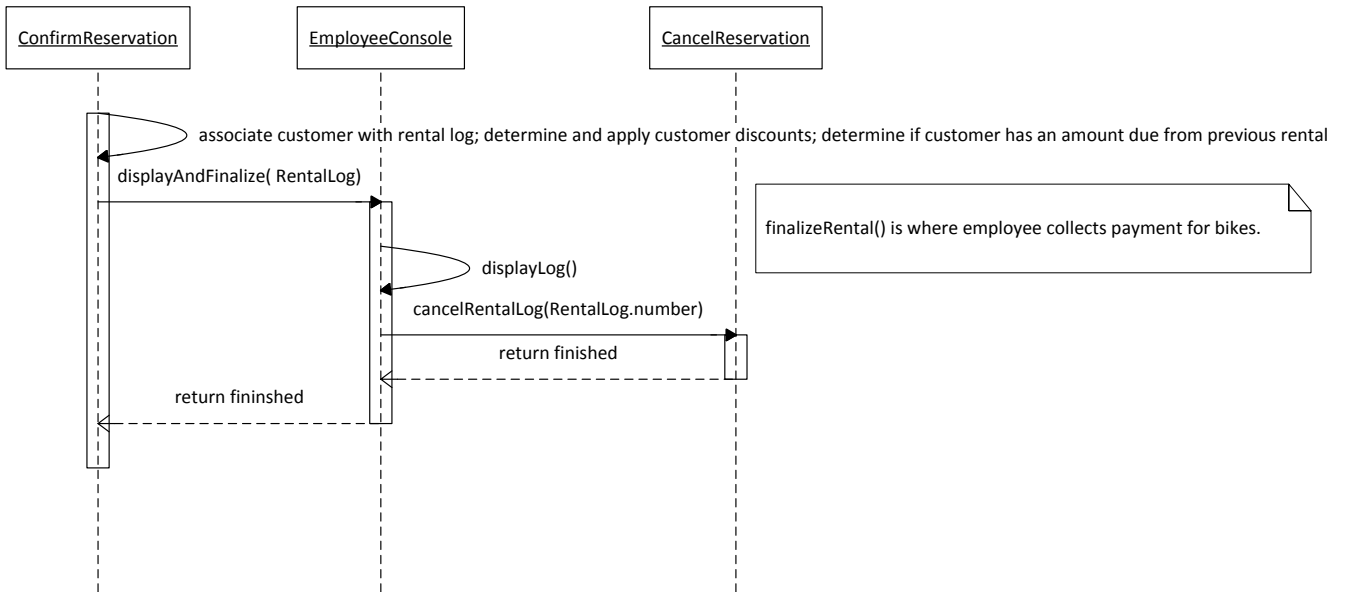 ConfirmReservation
EmployeeConsole
CancelReservation
associate customer with rental log; determine and apply customer discounts; determine if customer has an amount due from previous rental
displayAndFinalize( RentalLog)
finalizeRental() is where employee collects payment for bikes.
displayLog()
cancelRentalLog(RentalLog.number)
return finished
return fininshed